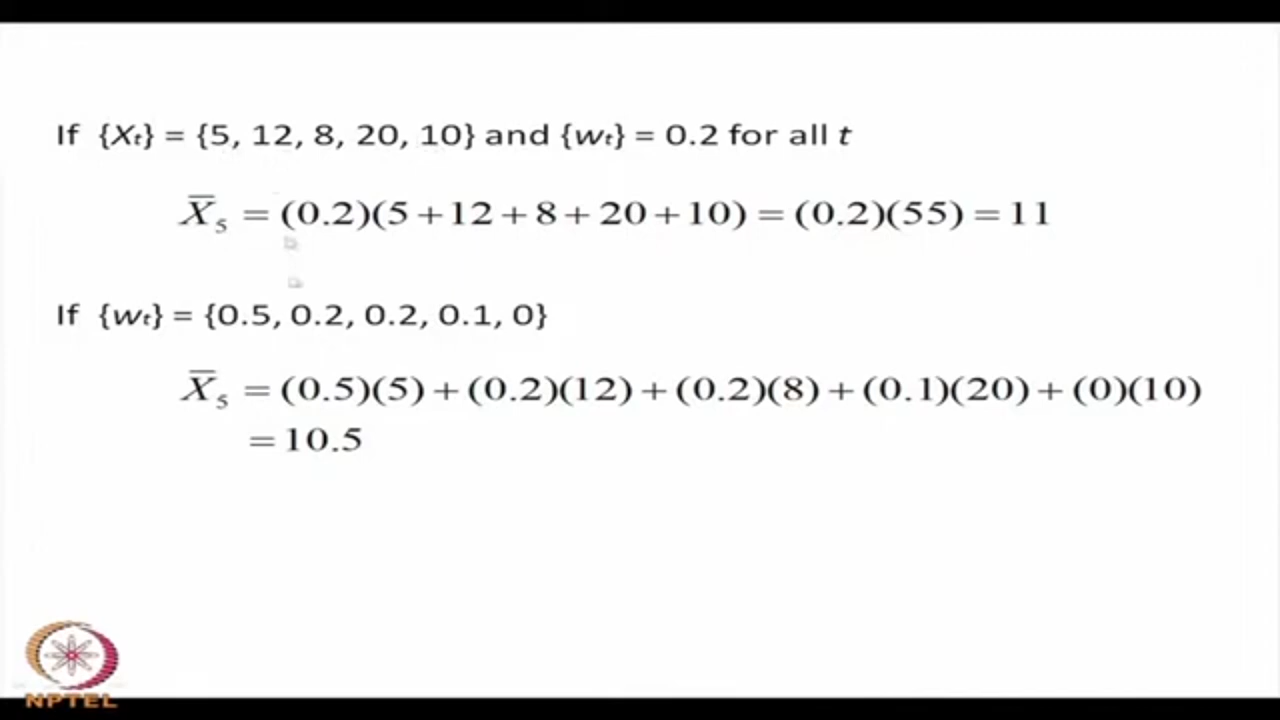 If {Xₜ} = {5, 12, 8, 20, 10} and {wₜ} = 0.2 for all t
X̅₅ = (0.2)(5 + 12 + 8 + 20 + 10) = (0.2)(55) = 11
If {wₜ} = {0.5, 0.2, 0.2, 0.1, 0}
X̅₅ = (0.5)(5) + (0.2)(12) + (0.2)(8) + (0.1)(20) + (0)(10)
= 10.5
NPTEL